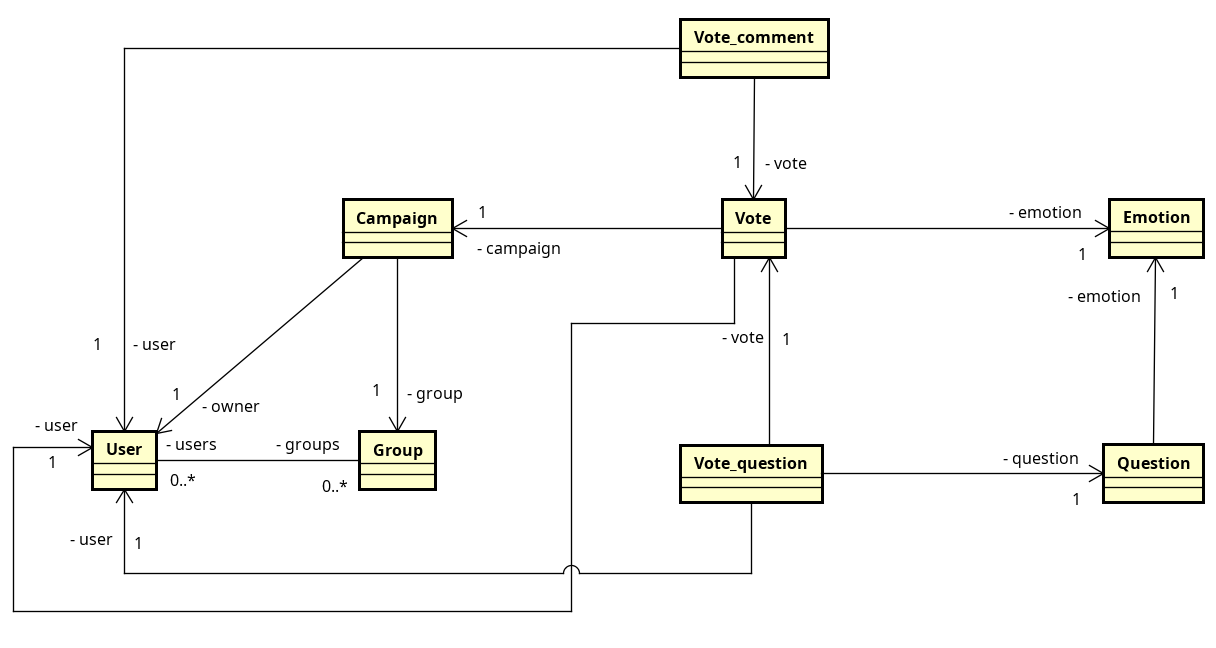 Vote_comment
1
- vote
Campaign
1
- campaign
Vote
- emotion
1
Emotion
- emotion
1
1
- user
- vote
1
1
- owner
1
- group
- user
1
User
- users
0..*
- groups
0..*
Group
Vote_question
- question
1
Question
- user
1